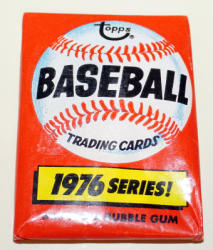 topps
BASEBALL
TRADING CARDS
1976 SERIES!
BUBBLE GUM